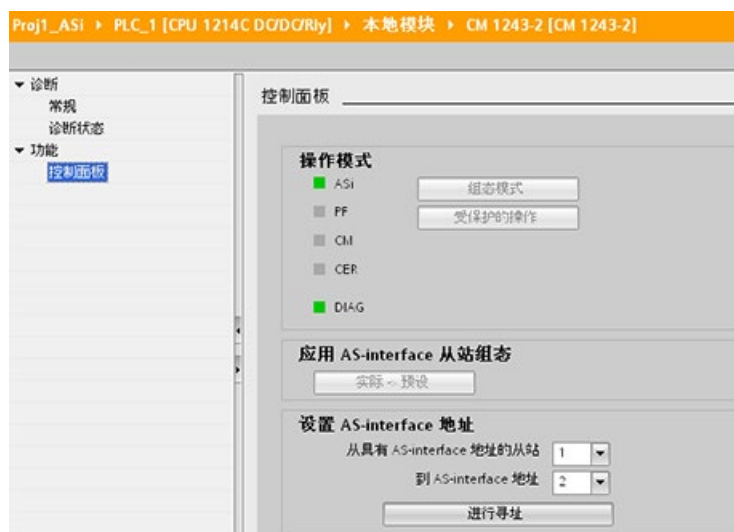 Proj1_ASi ▸ PLC_1 [CPU 1214C DC/DC/Rly] ▸ 本地模块 ▸ CM 1243-2 [CM 1243-2]
诊断
常规
诊断状态
功能
控制面板
控制面板
操作模式
ASi
组态模式
PF
受保护的操作
CM
CER
DIAG
应用 AS-interface 从站组态
实际 -> 预设
设置 AS-interface 地址
从具有 AS-interface 地址的从站 1
到 AS-interface 地址 2
进行寻址